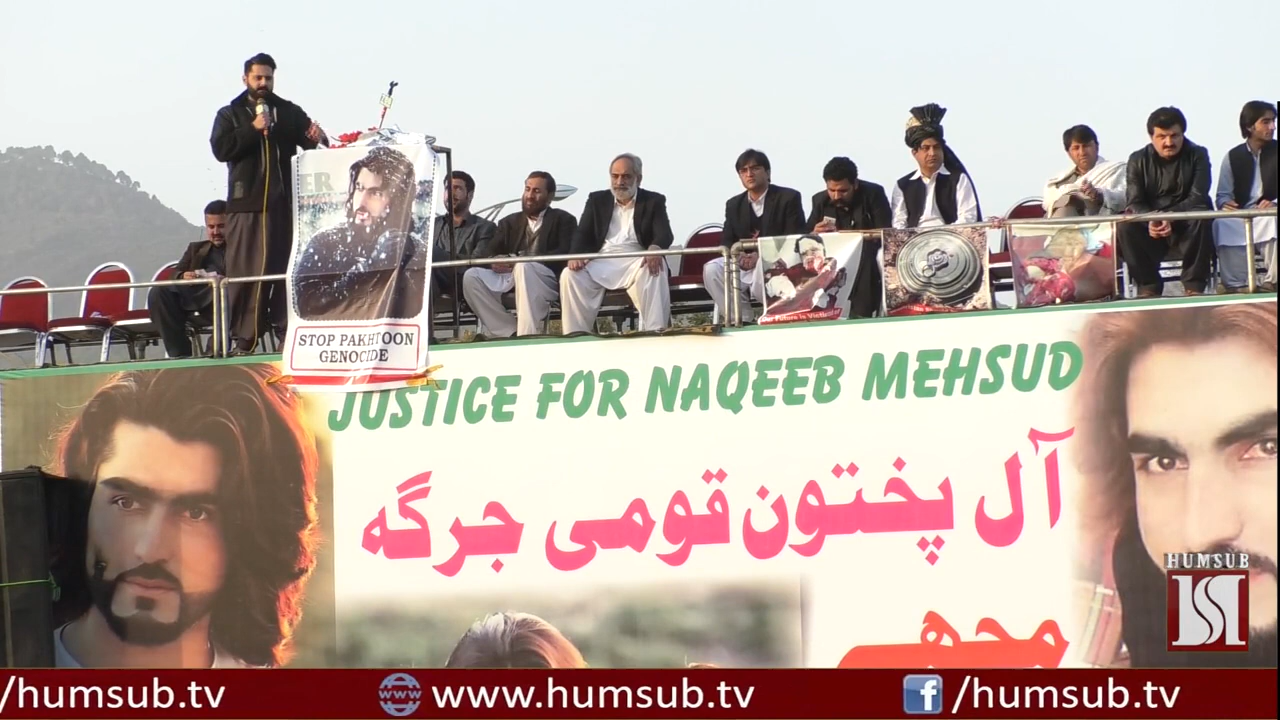 STOP PAKHTOON
GENOCIDE
JUSTICE FOR NAQEEB MEHSUD
آل پختون قومی جرگہ
HUMSUB
/humsub.tv
www.humsub.tv
f /humsub.tv